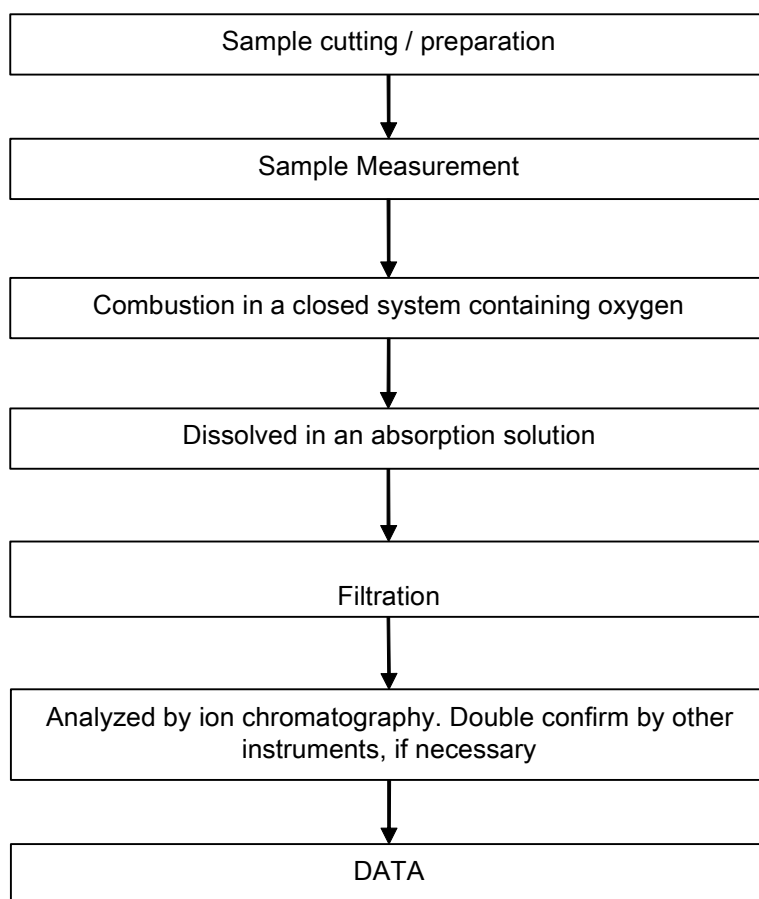 Sample cutting / preparation
Sample Measurement
Combustion in a closed system containing oxygen
Dissolved in an absorption solution
Filtration
Analyzed by ion chromatography. Double confirm by other
instruments, if necessary
DATA